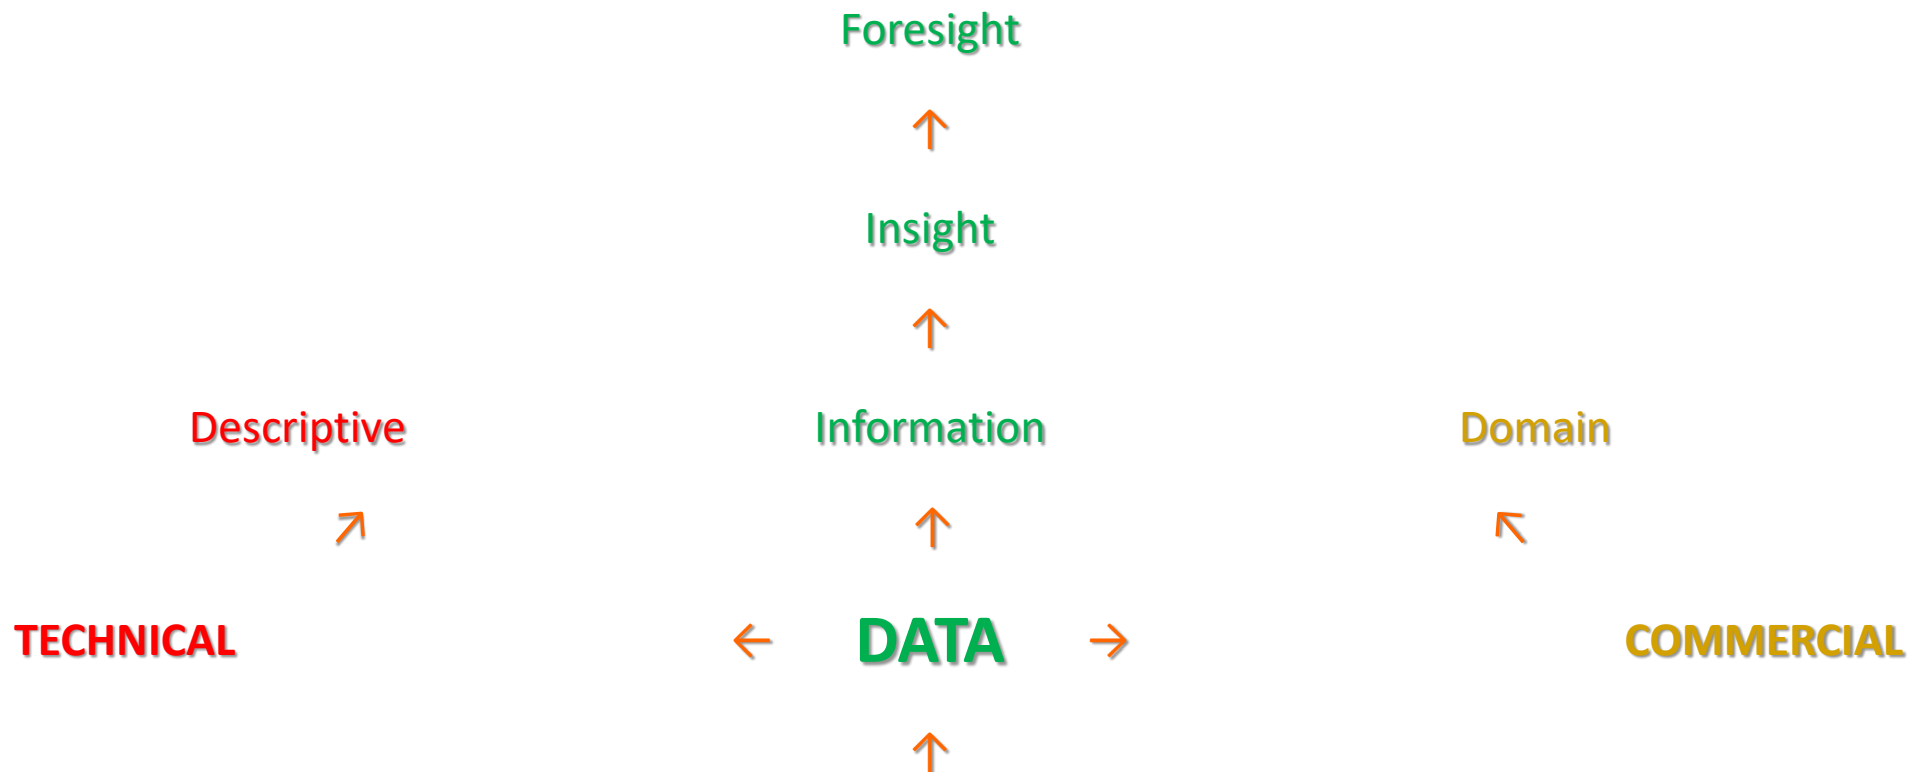 Foresight
↑
Insight
↑
Descriptive Information Domain
↗ ↑ ↖
TECHNICAL ← DATA → COMMERCIAL
↑